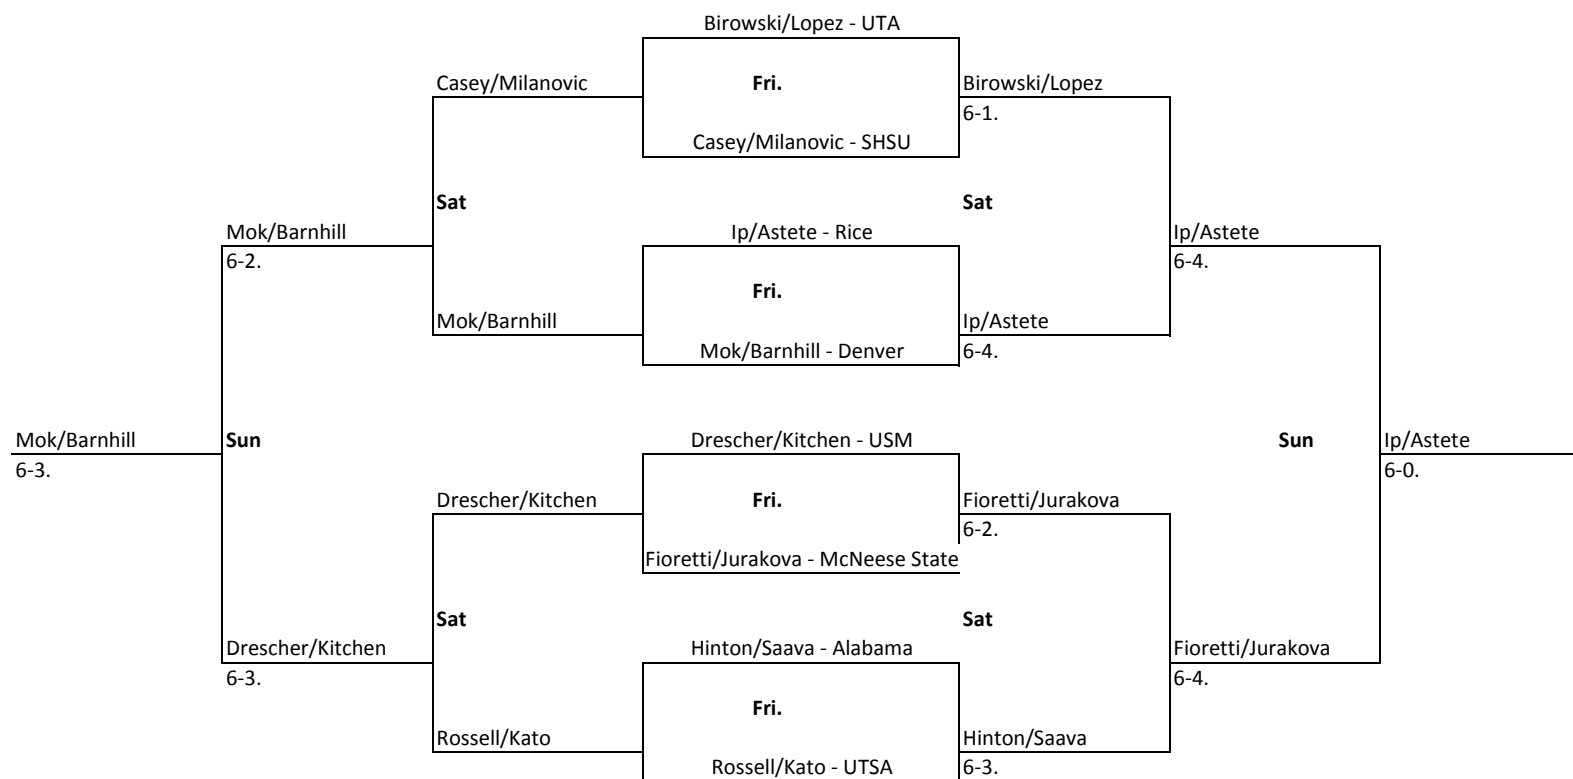 Birowski/Lopez - UTA
Casey/Milanovic
Fri.
Birowski/Lopez
6-1.
Casey/Milanovic - SHSU
Sat
Sat
Mok/Barnhill
Ip/Astete - Rice
Ip/Astete
6-2.
6-4.
Fri.
Mok/Barnhill
Ip/Astete
Mok/Barnhill - Denver
6-4.
Mok/Barnhill
Sun
Drescher/Kitchen - USM
Sun
Ip/Astete
6-3.
6-0.
Drescher/Kitchen
Fri.
Fioretti/Jurakova
6-2.
Fioretti/Jurakova - McNeese State
Sat
Sat
Drescher/Kitchen
Hinton/Saava - Alabama
Fioretti/Jurakova
6-3.
6-4.
Fri.
Rossell/Kato
Hinton/Saava
Rossell/Kato - UTSA
6-3.